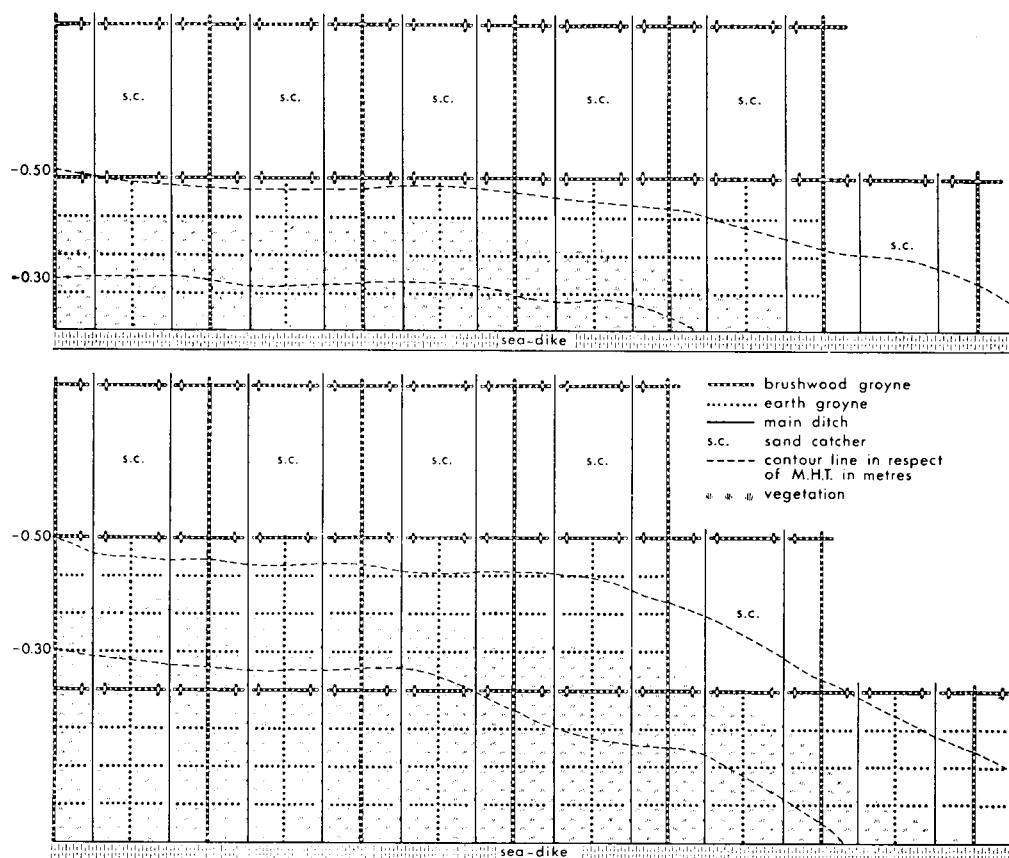 s.c. s.c. s.c. s.c. s.c.
-0.50
s.c.
-0.30
sea-dike
brushwood groyne
earth groyne
main ditch
s.c. sand catcher
contour line in respect
of M.H.T. in metres
vegetation
s.c. s.c. s.c. s.c.
-0.50
s.c.
-0.30
sea-dike